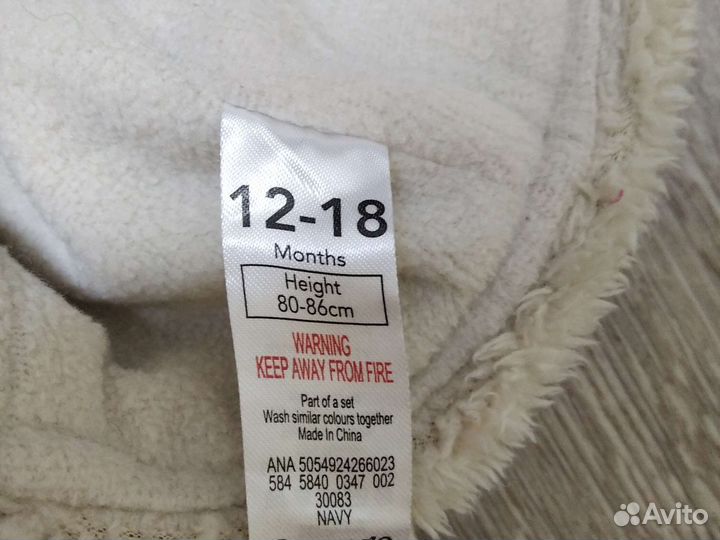 12-18
Months
Height
80-86cm
WARNING
KEEP AWAY FROM FIRE
Part of a set
Wash similar colours together
Made In China
ANA 5054924266023
584 5840 0347 002
30083
NAVY
Avito